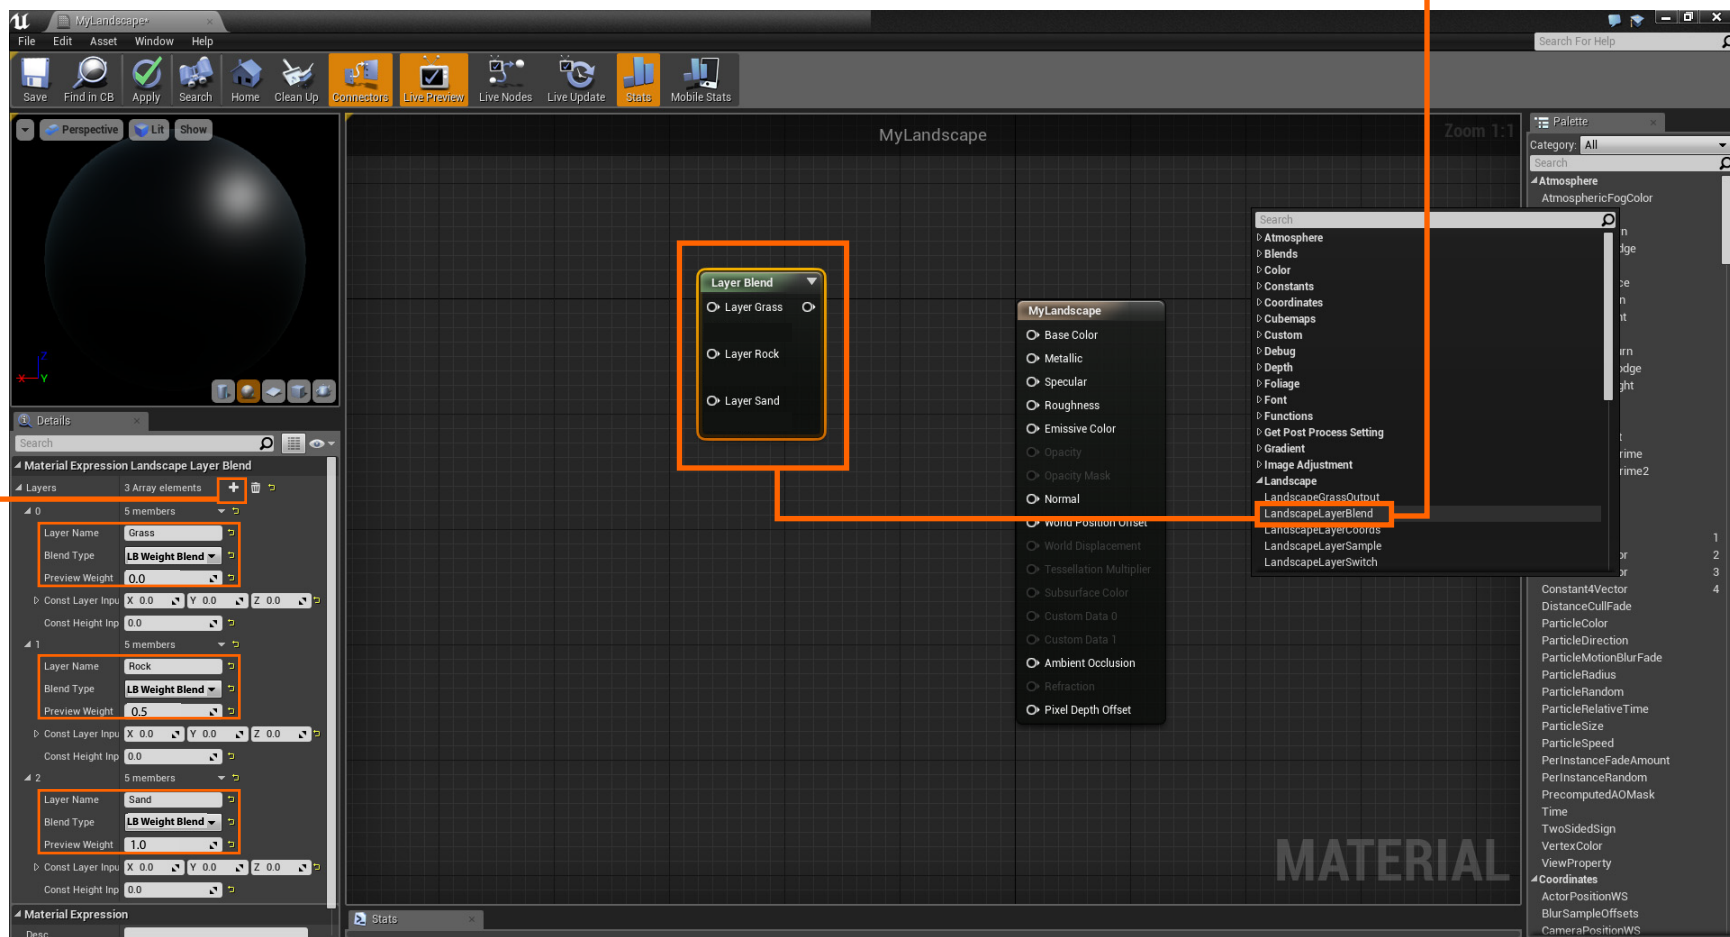 MyLandscape*
File Edit Asset Window Help
Search For Help
Save Find in CB Apply Search Home Clean Up Connectors Live Preview Live Nodes Live Update Stats Mobile Stats
Perspective Lit Show
Z
X Y
MyLandscape
Zoom 1:1
Layer Blend
Layer Grass
Layer Rock
Layer Sand
MyLandscape
Base Color
Metallic
Specular
Roughness
Emissive Color
Opacity
Opacity Mask
Normal
World Position Offset
World Displacement
Tessellation Multiplier
Subsurface Color
Custom Data 0
Custom Data 1
Ambient Occlusion
Refraction
Pixel Depth Offset
MATERIAL
Search
Atmosphere
Blends
Color
Constants
Coordinates
Cubemaps
Custom
Debug
Depth
Foliage
Font
Functions
Get Post Process Setting
Gradient
Image Adjustment
Landscape
LandscapeGrassOutput
LandscapeLayerBlend
LandscapeLayerCoords
LandscapeLayerSample
LandscapeLayerSwitch
Details
Search
Material Expression Landscape Layer Blend
Layers 3 Array elements
0 5 members
Layer Name Grass
Blend Type LB Weight Blend
Preview Weight 0.0
Const Layer Inpu X 0.0 Y 0.0 Z 0.0
Const Height Inp 0.0
1 5 members
Layer Name Rock
Blend Type LB Weight Blend
Preview Weight 0.5
Const Layer Inpu X 0.0 Y 0.0 Z 0.0
Const Height Inp 0.0
2 5 members
Layer Name Sand
Blend Type LB Weight Blend
Preview Weight 1.0
Const Layer Inpu X 0.0 Y 0.0 Z 0.0
Const Height Inp 0.0
Material Expression
Desc
Stats
Palette
Category: All
Search
Atmosphere
AtmosphericFogColor
1
2
3
Constant4Vector 4
DistanceCullFade
ParticleColor
ParticleDirection
ParticleMotionBlurFade
ParticleRadius
ParticleRandom
ParticleRelativeTime
ParticleSize
ParticleSpeed
PerInstanceFadeAmount
PerInstanceRandom
PrecomputedAOMask
Time
TwoSidedSign
VertexColor
ViewProperty
Coordinates
ActorPositionWS
BlurSampleOffsets
CameraPositionWS